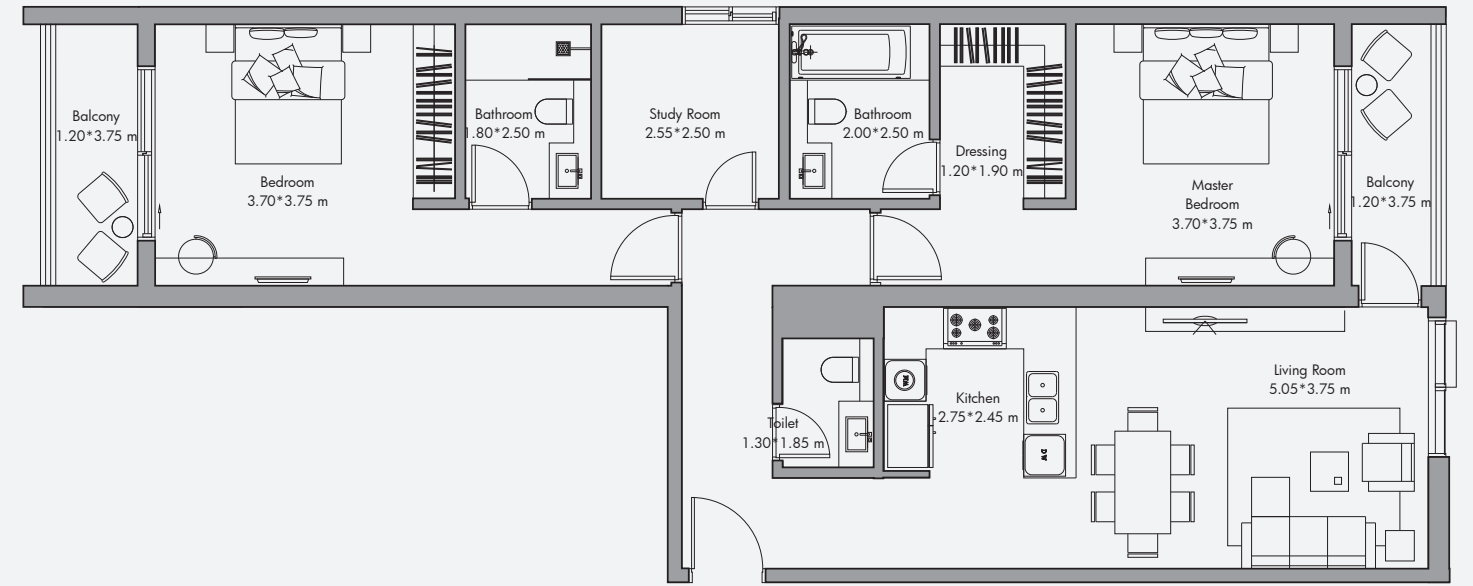 Balcony
1.20*3.75 m
Bedroom
3.70*3.75 m
Bathroom
1.80*2.50 m
Study Room
2.55*2.50 m
Bathroom
2.00*2.50 m
Dressing
1.20*1.90 m
Master
Bedroom
3.70*3.75 m
Balcony
1.20*3.75 m
Toilet
1.30*1.85 m
Kitchen
2.75*2.45 m
DW
Living Room
5.05*3.75 m